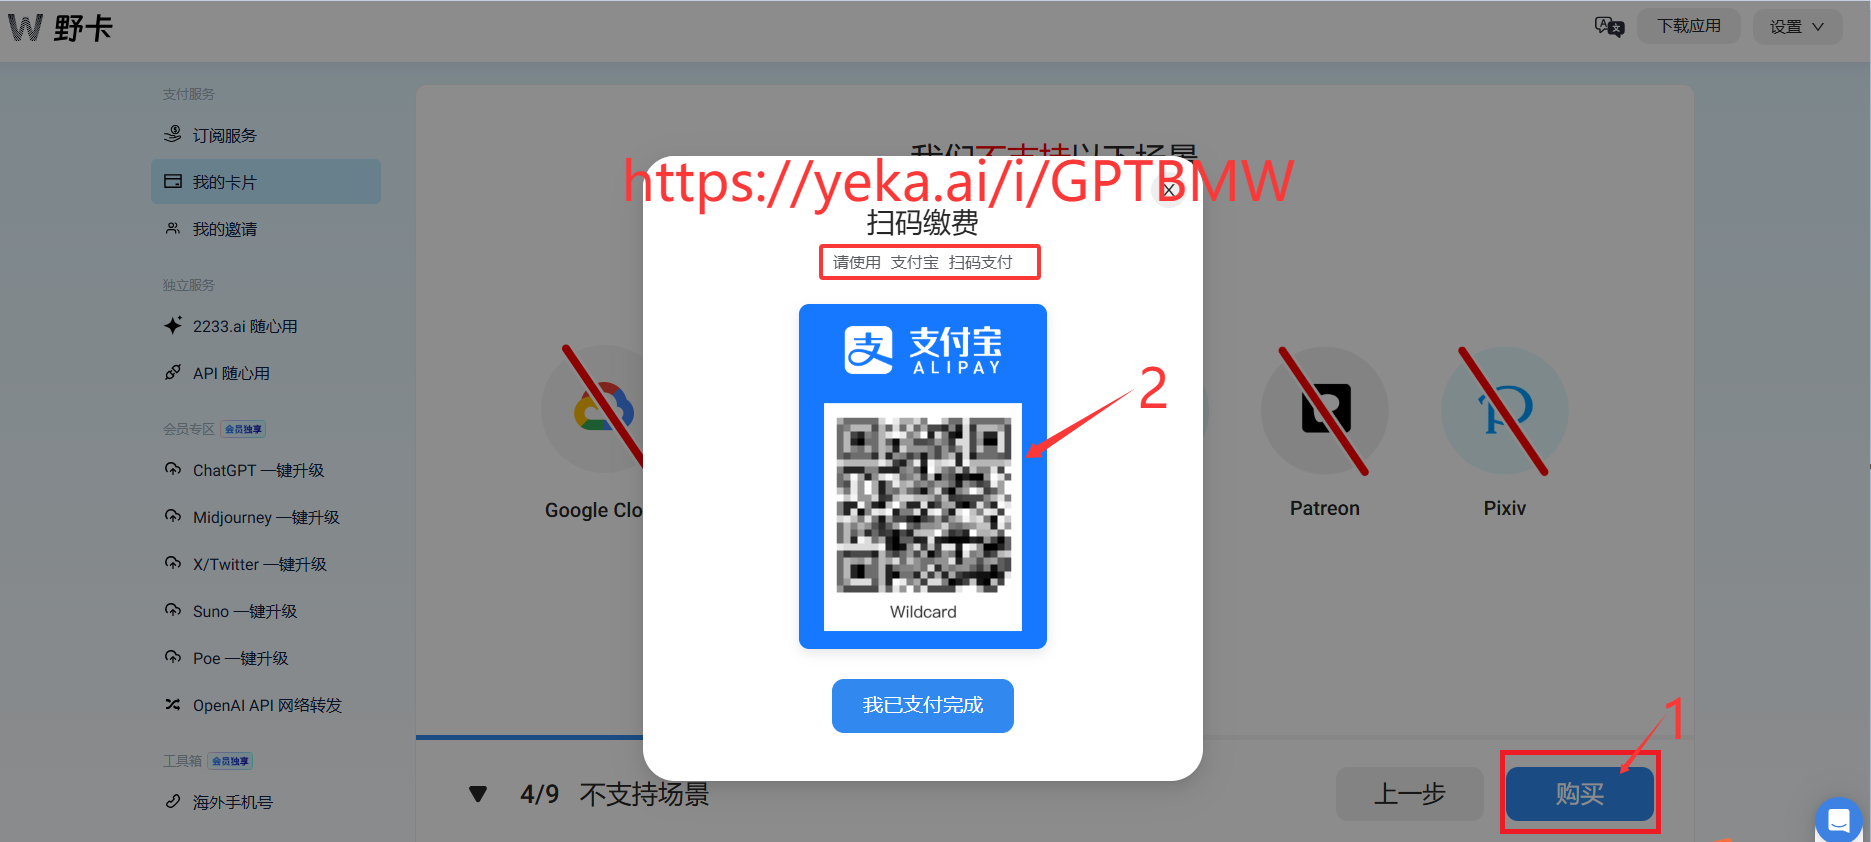 野卡
下载应用
设置
支付服务
订阅服务
我的卡片
我的邀请
独立服务
2233.ai 随心用
API 随心用
会员专区 会员独享
ChatGPT 一键升级
Midjourney 一键升级
X/Twitter 一键升级
Suno 一键升级
Poe 一键升级
OpenAI API 网络转发
工具箱 会员独享
海外手机号
我们不支持以下场景
https://yeka.ai/i/GPTBMW
扫码缴费
请使用 支付宝 扫码支付
支付宝
ALIPAY
2
Wildcard
我已支付完成
Google Clo
Patreon
Pixiv
1
4/9 不支持场景
上一步
购买